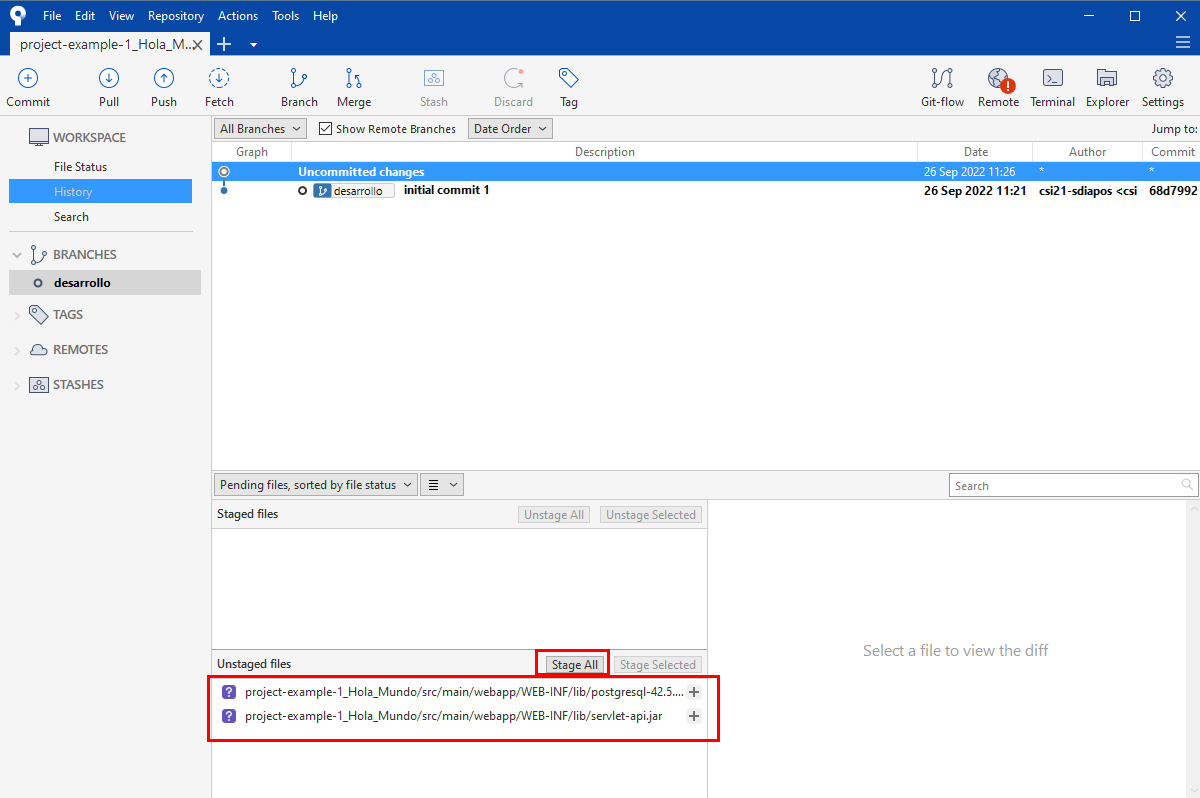 File Edit View Repository Actions Tools Help
project-example-1_Hola_M...
Commit Pull Push Fetch Branch Merge Stash Discard Tag Git-flow Remote Terminal Explorer Settings
WORKSPACE
File Status
History
Search
BRANCHES
desarrollo
TAGS
REMOTES
STASHES
All Branches Show Remote Branches Date Order Jump to:
Graph Description Date Author Commit
Uncommitted changes 26 Sep 2022 11:26 * *
desarrollo initial commit 1 26 Sep 2022 11:21 csi21-sdiapos <csi 68d7992
Pending files, sorted by file status Search
Staged files Unstage All Unstage Selected
Unstaged files Stage All Stage Selected
? project-example-1_Hola_Mundo/src/main/webapp/WEB-INF/lib/postgresql-42.5....
? project-example-1_Hola_Mundo/src/main/webapp/WEB-INF/lib/servlet-api.jar
Select a file to view the diff